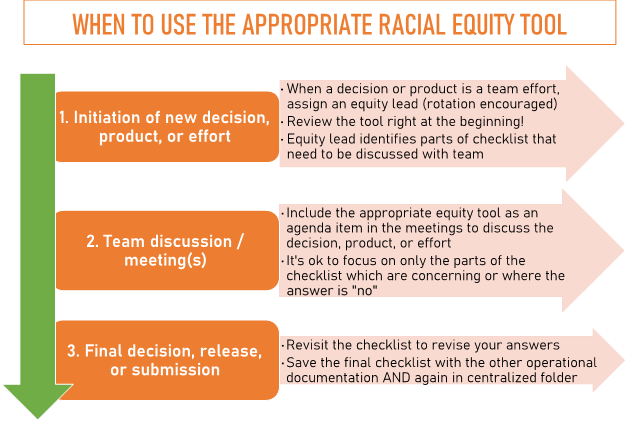 WHEN TO USE THE APPROPRIATE RACIAL EQUITY TOOL
1. Initiation of new decision,
product, or effort
· When a decision or product is a team effort,
assign an equity lead (rotation encouraged)
· Review the tool right at the beginning!
· Equity lead identifies parts of checklist that
need to be discussed with team
2. Team discussion /
meeting(s)
· Include the appropriate equity tool as an
agenda item in the meetings to discuss the
decision, product, or effort
· It's ok to focus on only the parts of the
checklist which are concerning or where the
answer is "no"
3. Final decision, release,
or submission
· Revisit the checklist to revise your answers
· Save the final checklist with the other operational
documentation AND again in centralized folder